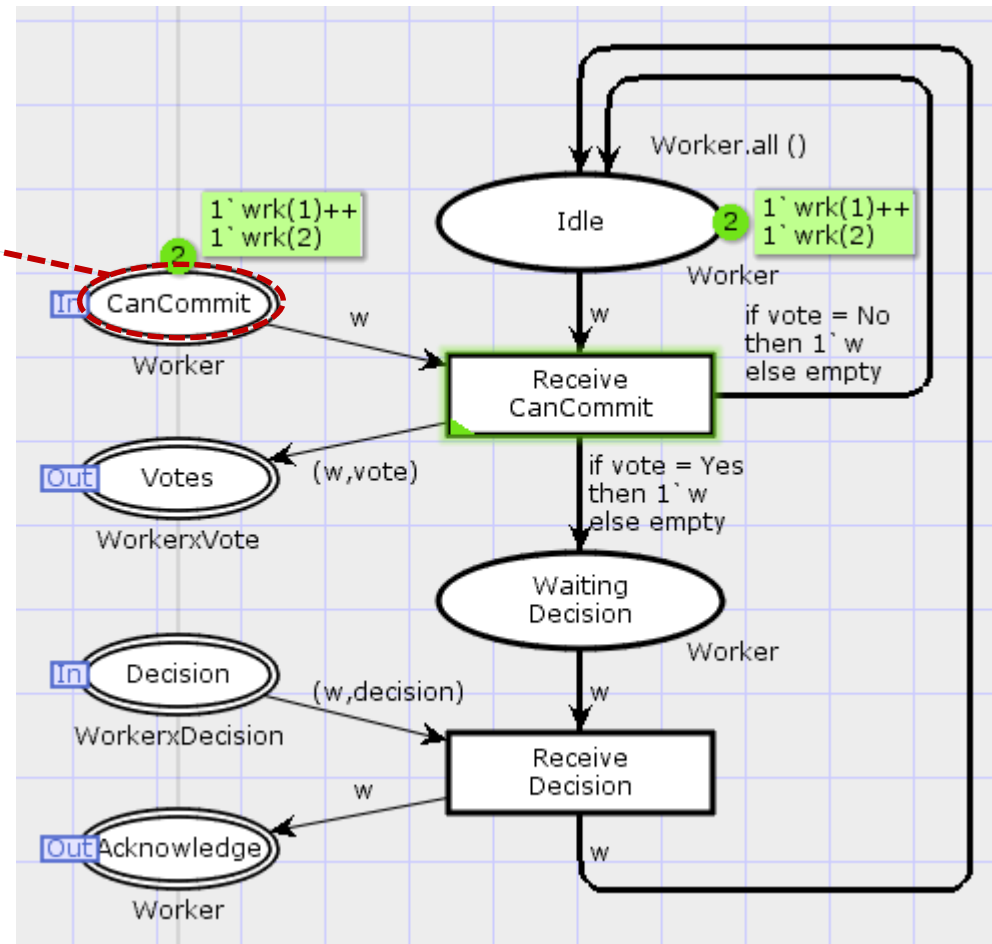 Worker.all ()
1`wrk(1)++
1`wrk(2)
2
Idle
2
1`wrk(1)++
1`wrk(2)
Worker
In
CanCommit
Worker
w
w
if vote = No
then 1`w
else empty
Receive
CanCommit
Out
Votes
WorkerxVote
(w,vote)
if vote = Yes
then 1`w
else empty
Waiting
Decision
Worker
In
Decision
WorkerxDecision
(w,decision)
w
Receive
Decision
w
Out
Acknowledge
Worker
w